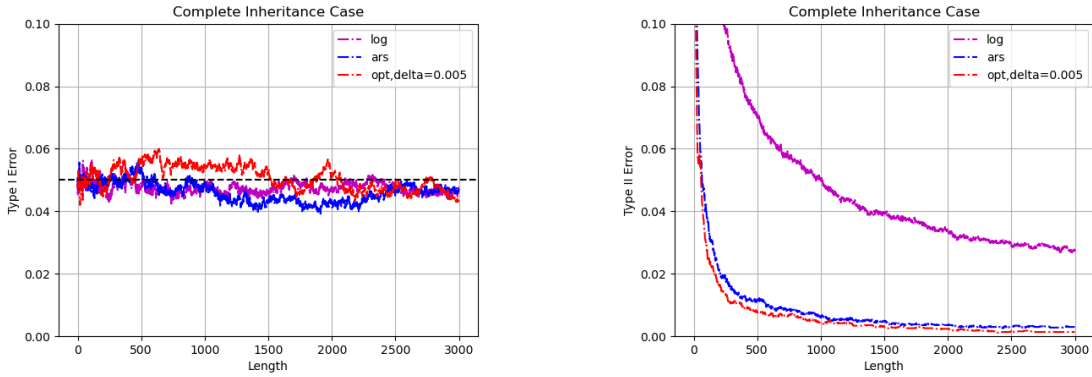 Complete Inheritance Case
0.10
0.08
0.06
0.04
0.02
0.00
Type I Error
log
ars
opt,delta=0.005
0 500 1000 1500 2000 2500 3000
Length
Complete Inheritance Case
0.10
0.08
0.06
0.04
0.02
0.00
Type II Error
log
ars
opt,delta=0.005
0 500 1000 1500 2000 2500 3000
Length